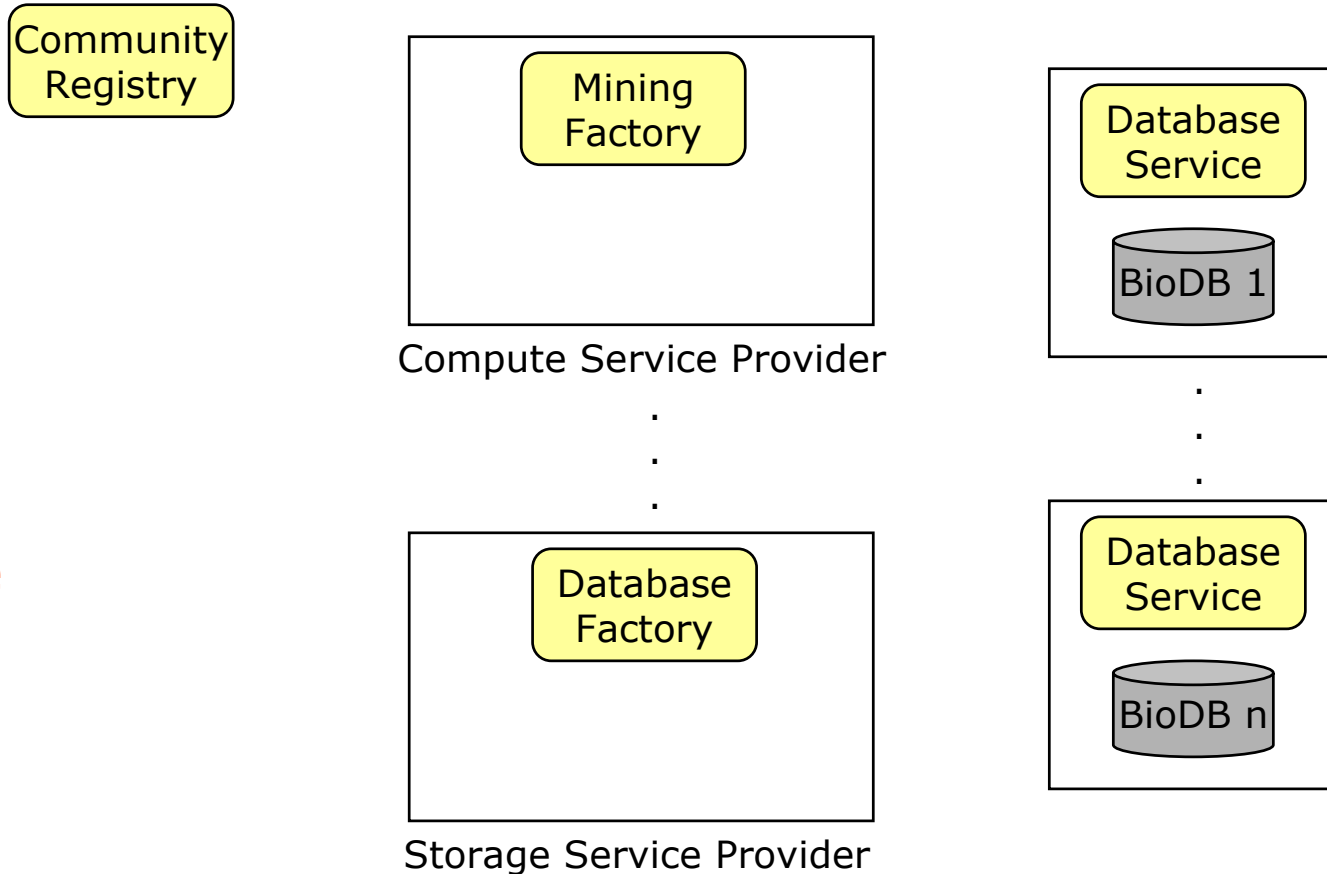 Community
Registry
Mining
Factory
Compute Service Provider
.
.
.
Database
Factory
Storage Service Provider
Database
Service
BioDB 1
.
.
.
Database
Service
BioDB n